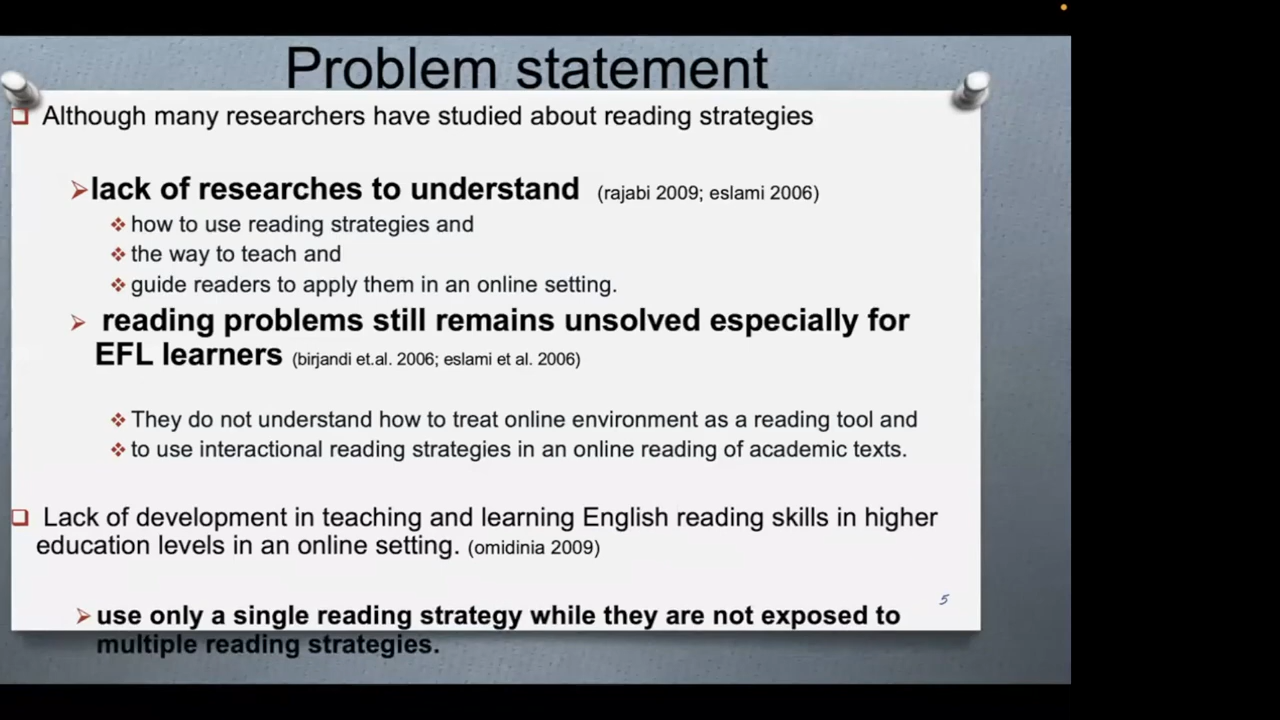 Problem statement
Although many researchers have studied about reading strategies
lack of researches to understand (rajabi 2009; eslami 2006)
how to use reading strategies and
the way to teach and
guide readers to apply them in an online setting.
reading problems still remains unsolved especially for
EFL learners (birjandi et.al. 2006; eslami et al. 2006)
They do not understand how to treat online environment as a reading tool and
to use interactional reading strategies in an online reading of academic texts.
Lack of development in teaching and learning English reading skills in higher
education levels in an online setting. (omidinia 2009)
5
use only a single reading strategy while they are not exposed to
multiple reading strategies.